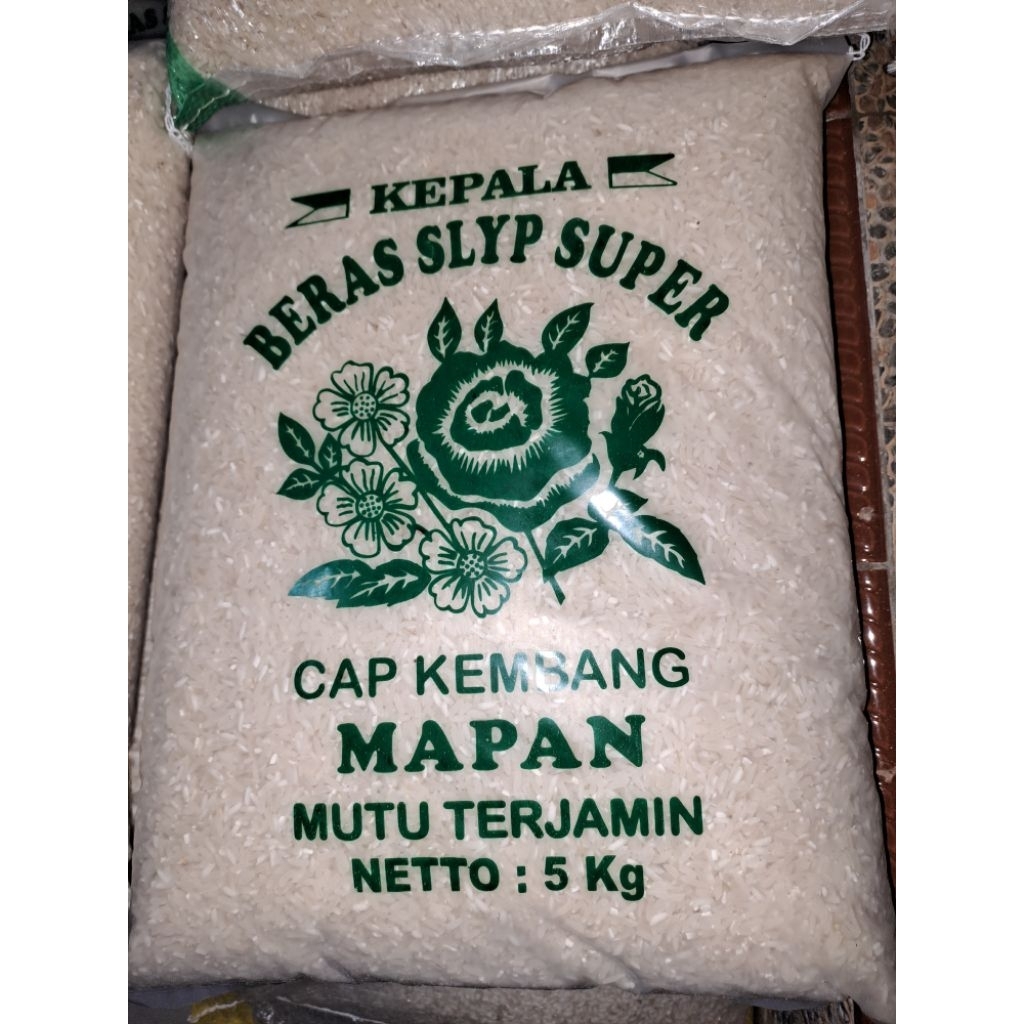 KEPALA
BERAS SLYP SUPER
CAP KEMBANG
MAPAN
MUTU TERJAMIN
NETTO : 5 Kg